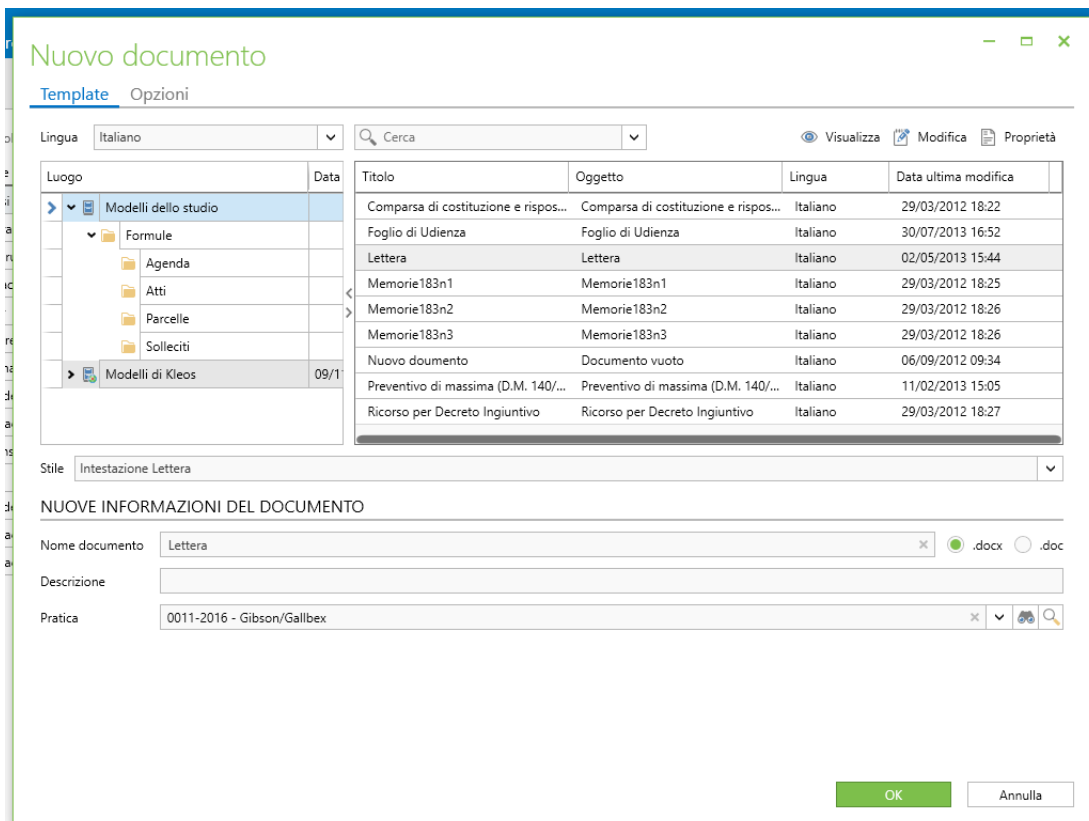 Nuovo documento
Template Opzioni
Lingua Italiano Cerca Visualizza Modifica Proprietà
Luogo Data
Modelli dello studio
Formule
Agenda
Atti
Parcelle
Solleciti
Modelli di Kleos 09/1
Titolo Oggetto Lingua Data ultima modifica
Comparsa di costituzione e rispos... Comparsa di costituzione e rispos... Italiano 29/03/2012 18:22
Foglio di Udienza Foglio di Udienza Italiano 30/07/2013 16:52
Lettera Lettera Italiano 02/05/2013 15:44
Memorie183n1 Memorie183n1 Italiano 29/03/2012 18:25
Memorie183n2 Memorie183n2 Italiano 29/03/2012 18:26
Memorie183n3 Memorie183n3 Italiano 29/03/2012 18:26
Nuovo doumento Documento vuoto Italiano 06/09/2012 09:34
Preventivo di massima (D.M. 140/... Preventivo di massima (D.M. 140/... Italiano 11/02/2013 15:05
Ricorso per Decreto Ingiuntivo Ricorso per Decreto Ingiuntivo Italiano 29/03/2012 18:27
Stile Intestazione Lettera
NUOVE INFORMAZIONI DEL DOCUMENTO
Nome documento Lettera .docx .doc
Descrizione
Pratica 0011-2016 - Gibson/Gallbex
OK Annulla